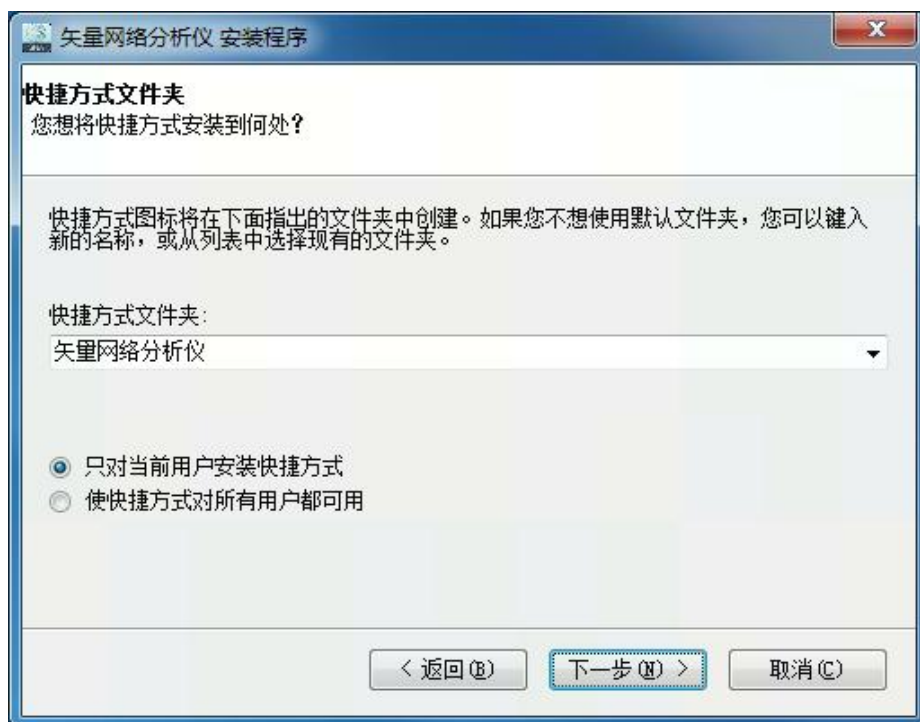 矢量网络分析仪 安装程序
快捷方式文件夹
您想将快捷方式安装到何处?
快捷方式图标将在下面指出的文件夹中创建。如果您不想使用默认文件夹，您可以键入
新的名称，或从列表中选择现有的文件夹。
快捷方式文件夹:
矢量网络分析仪
只对当前用户安装快捷方式
使快捷方式对所有用户都可用
< 返回(B) 下一步(N) > 取消(C)